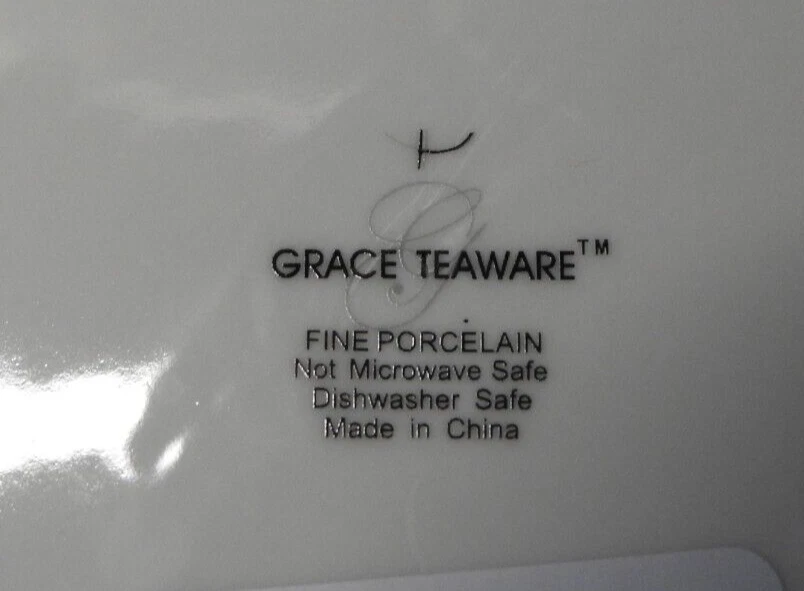 G
GRACE TEAWARE™
FINE PORCELAIN
Not Microwave Safe
Dishwasher Safe
Made in China